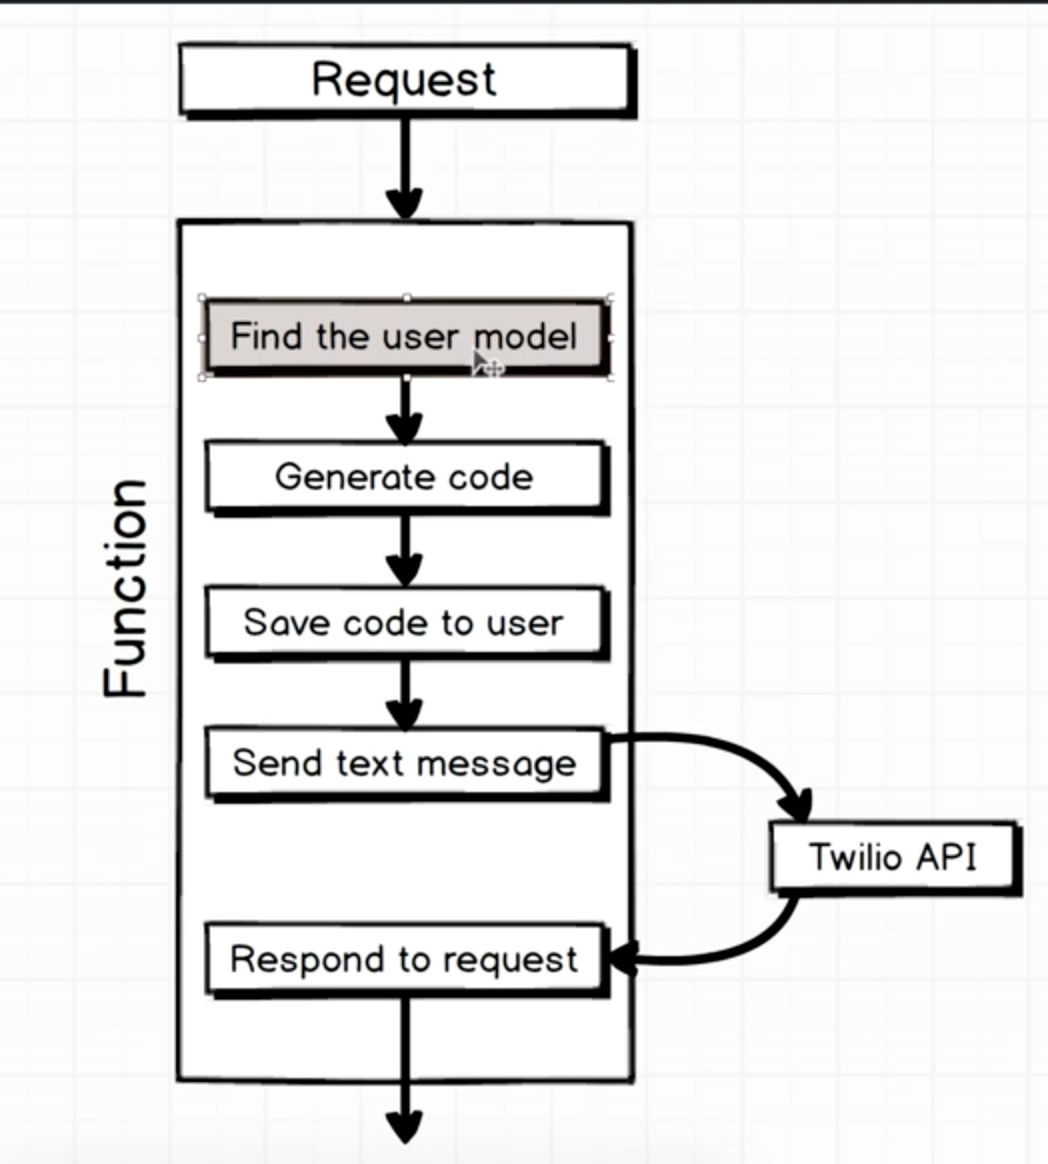 Request
Function
Find the user model
Generate code
Save code to user
Send text message
Twilio API
Respond to request